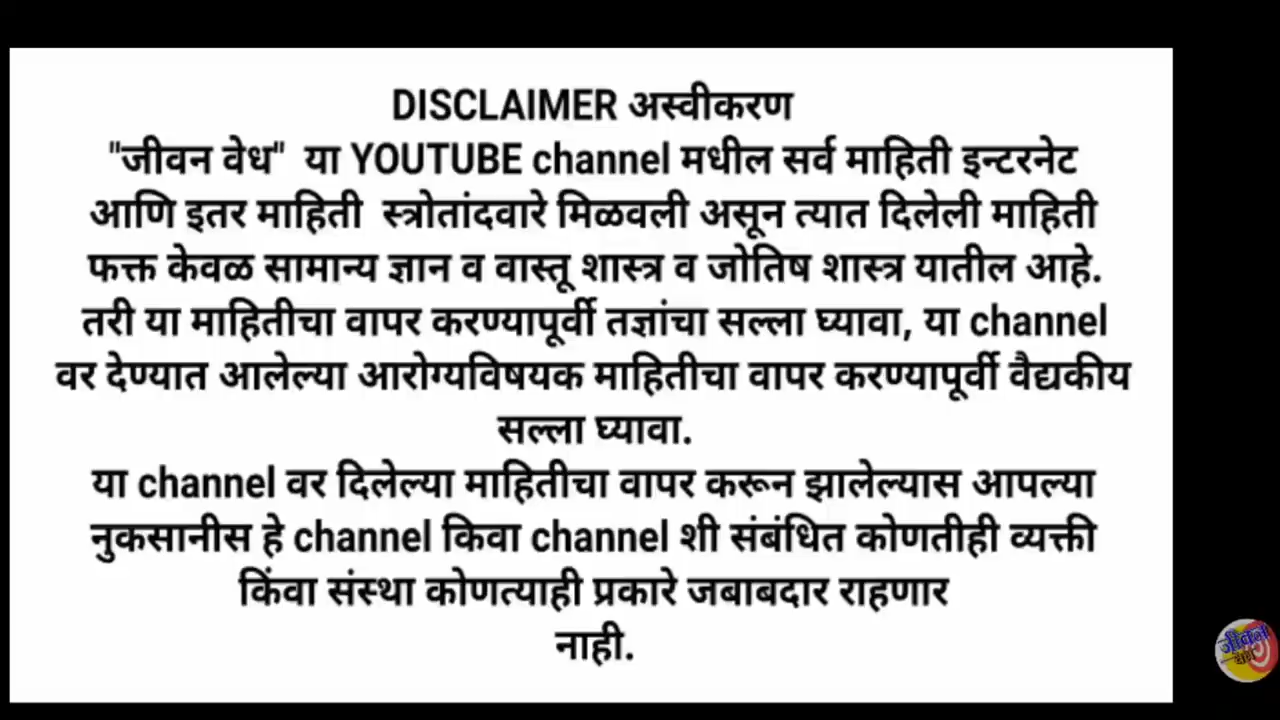 DISCLAIMER अस्वीकरण
"जीवन वेध" या YOUTUBE channel मधील सर्व माहिती इन्टरनेट
आणि इतर माहिती स्त्रोतांदवारे मिळवली असून त्यात दिलेली माहिती
फक्त केवळ सामान्य ज्ञान व वास्तू शास्त्र व जोतिष शास्त्र यातील आहे.
तरी या माहितीचा वापर करण्यापूर्वी तज्ञांचा सल्ला घ्यावा, या channel
वर देण्यात आलेल्या आरोग्यविषयक माहितीचा वापर करण्यापूर्वी वैद्यकीय
सल्ला घ्यावा.
या channel वर दिलेल्या माहितीचा वापर करून झालेल्यास आपल्या
नुकसानीस हे channel किवा channel शी संबंधित कोणतीही व्यक्ती
किंवा संस्था कोणत्याही प्रकारे जबाबदार राहणार
नाही.
जीवन
वेध